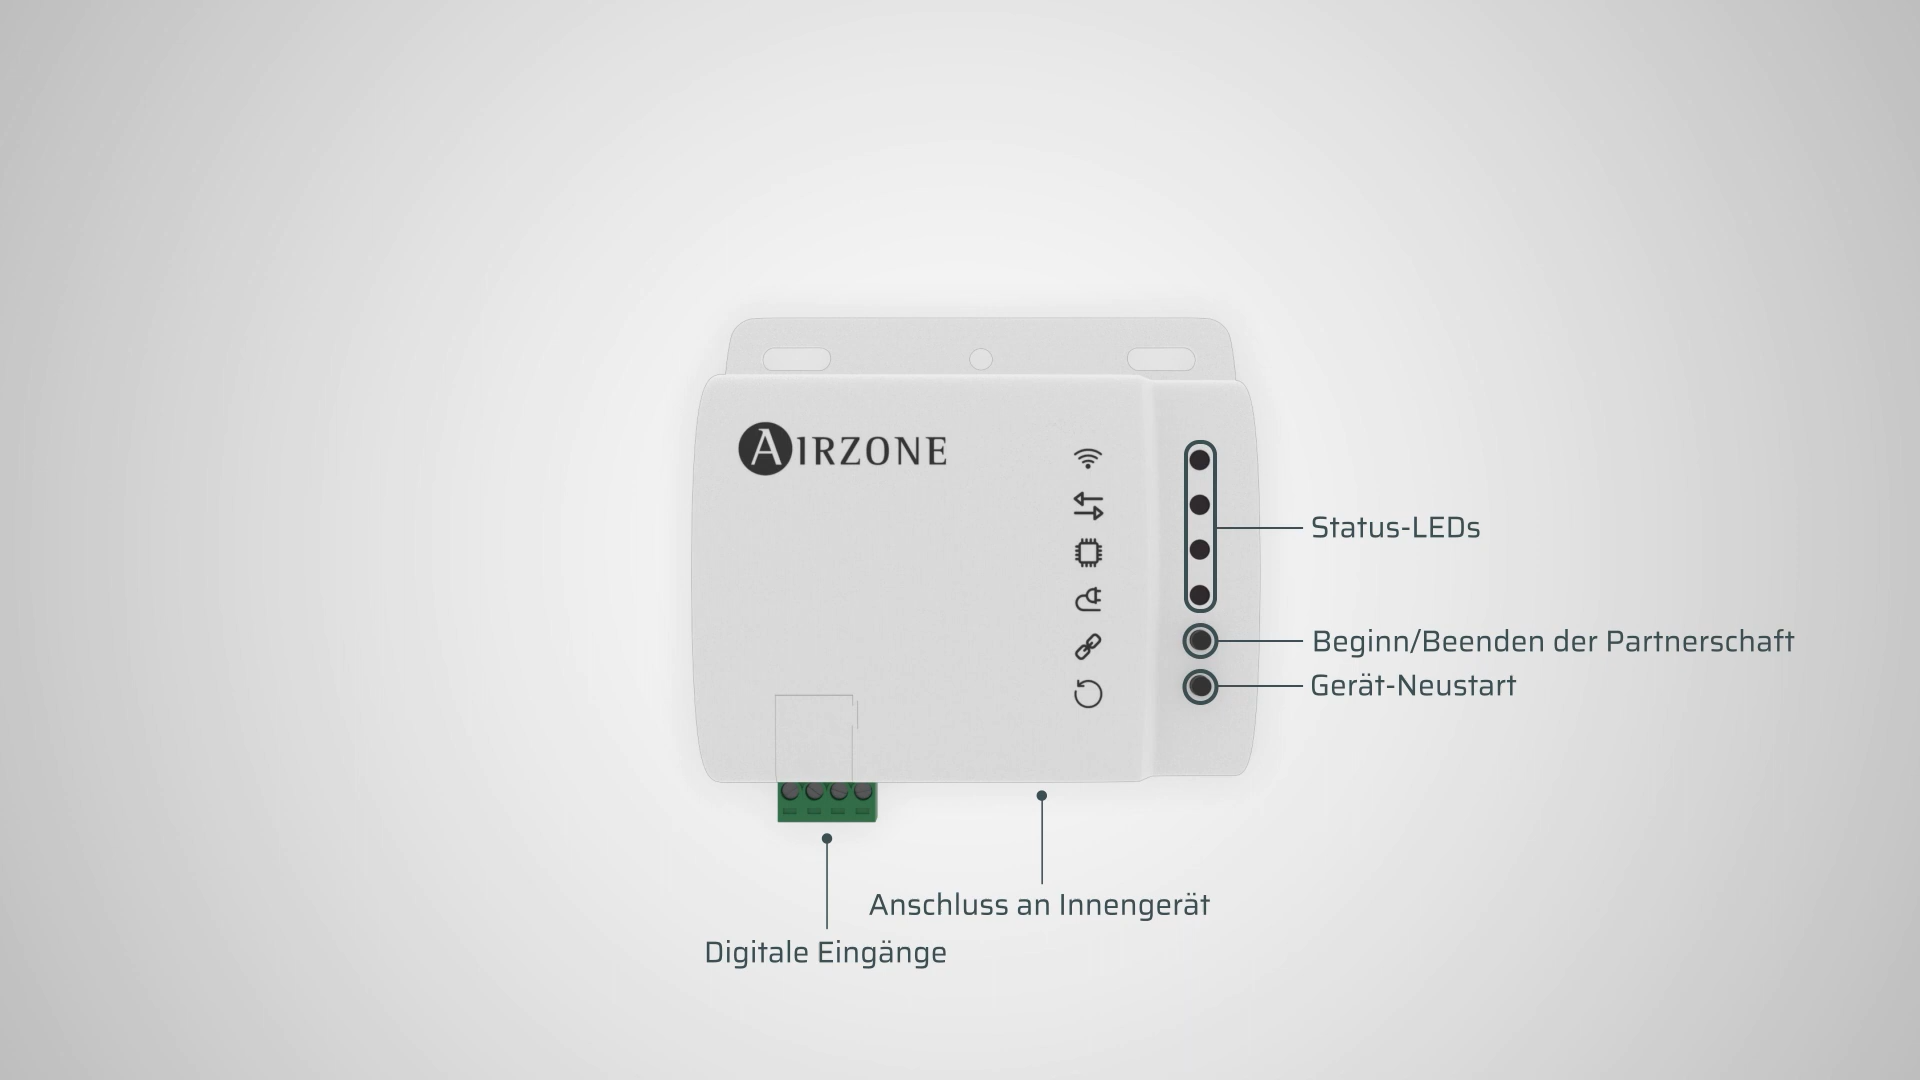 AIRZONE
Status-LEDs
Beginn/Beenden der Partnerschaft
Gerät-Neustart
Anschluss an Innengerät
Digitale Eingänge